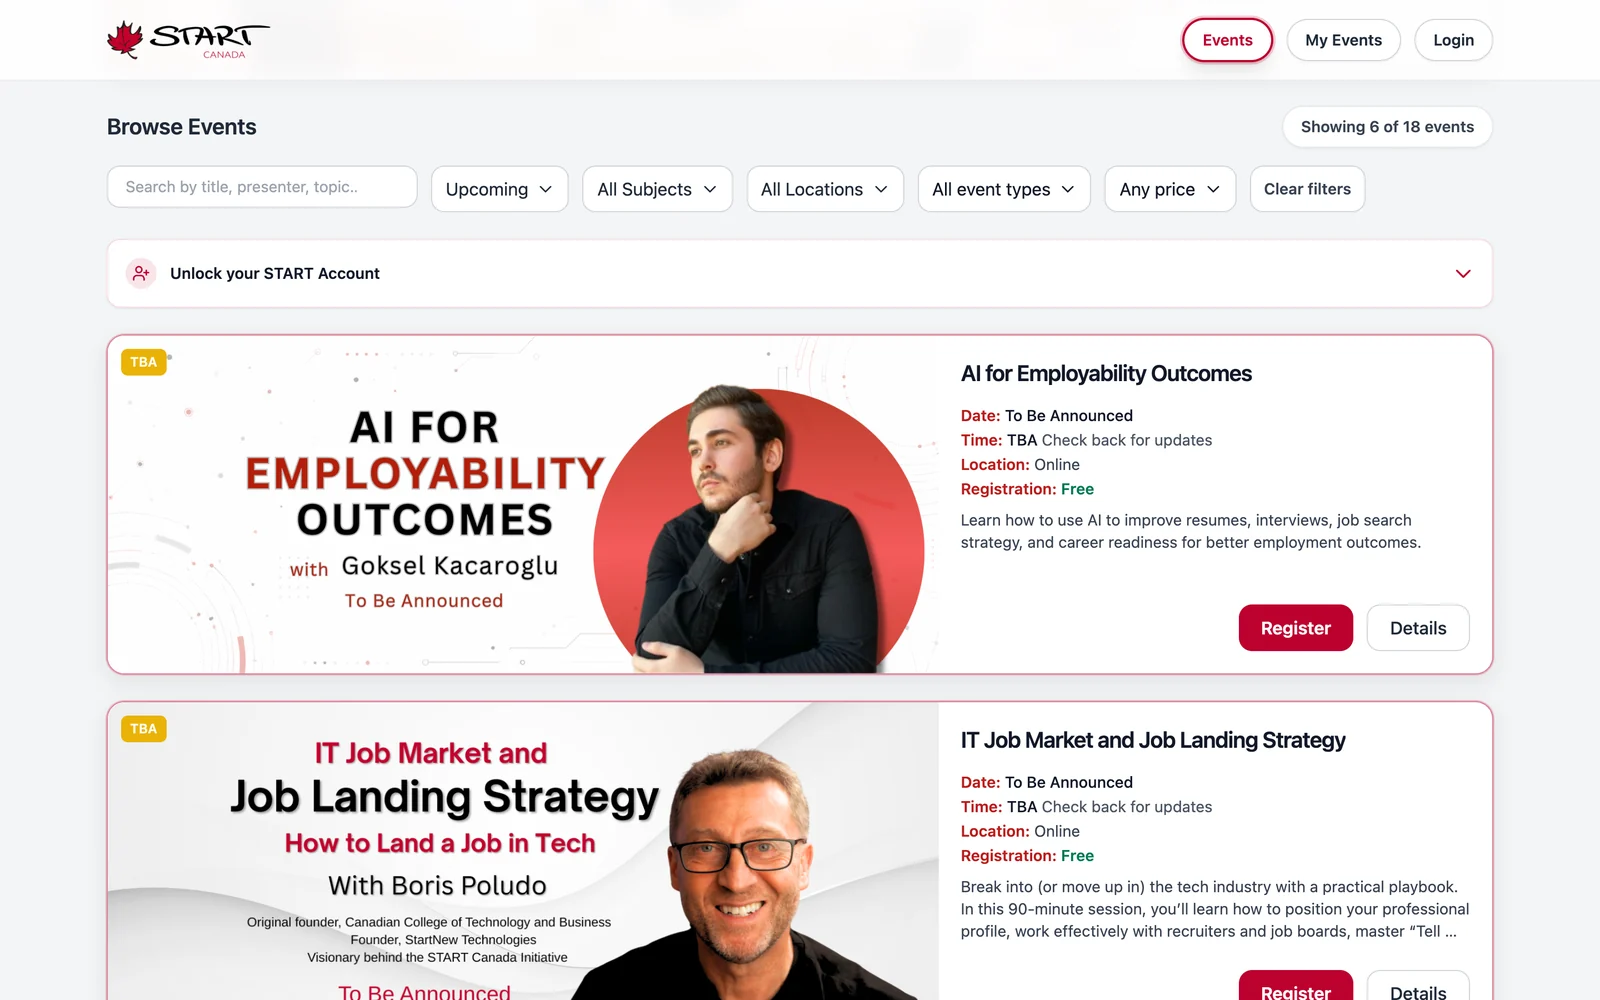 START
CANADA
Events
My Events
Login
Browse Events
Showing 6 of 18 events
Search by title, presenter, topic..
Upcoming
All Subjects
All Locations
All event types
Any price
Clear filters
Unlock your START Account
TBA
AI FOR
EMPLOYABILITY
OUTCOMES
with Goksel Kacaroglu
To Be Announced
AI for Employability Outcomes
Date: To Be Announced
Time: TBA Check back for updates
Location: Online
Registration: Free
Learn how to use AI to improve resumes, interviews, job search
strategy, and career readiness for better employment outcomes.
Register
Details
TBA
IT Job Market and
Job Landing Strategy
How to Land a Job in Tech
With Boris Poludo
Original founder, Canadian College of Technology and Business
Founder, StartNew Technologies
Visionary behind the START Canada Initiative
To Be Announced
IT Job Market and Job Landing Strategy
Date: To Be Announced
Time: TBA Check back for updates
Location: Online
Registration: Free
Break into (or move up in) the tech industry with a practical playbook.
In this 90-minute session, you’ll learn how to position your professional
profile, work effectively with recruiters and job boards, master “Tell ...
Register
Details